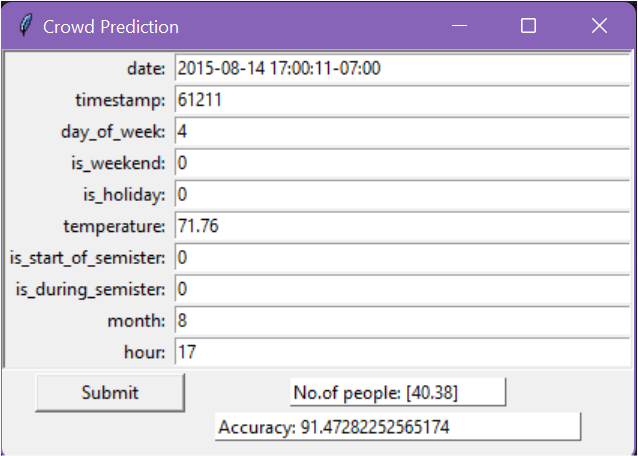 Crowd Prediction
date: 2015-08-14 17:00:11-07:00
timestamp: 61211
day_of_week: 4
is_weekend: 0
is_holiday: 0
temperature: 71.76
is_start_of_semister: 0
is_during_semister: 0
month: 8
hour: 17
Submit No.of people: [40.38]
Accuracy: 91.47282252565174